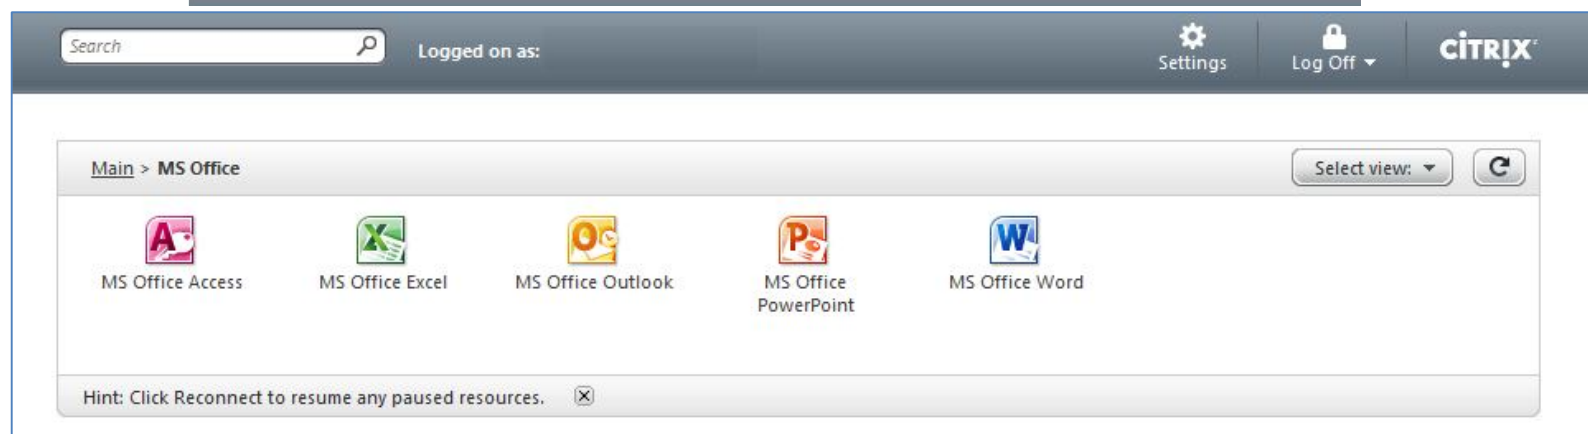 Search
Logged on as:
Settings
Log Off
CITRIX
Main > MS Office
Select view:
MS Office Access
MS Office Excel
MS Office Outlook
MS Office
PowerPoint
MS Office Word
Hint: Click Reconnect to resume any paused resources.